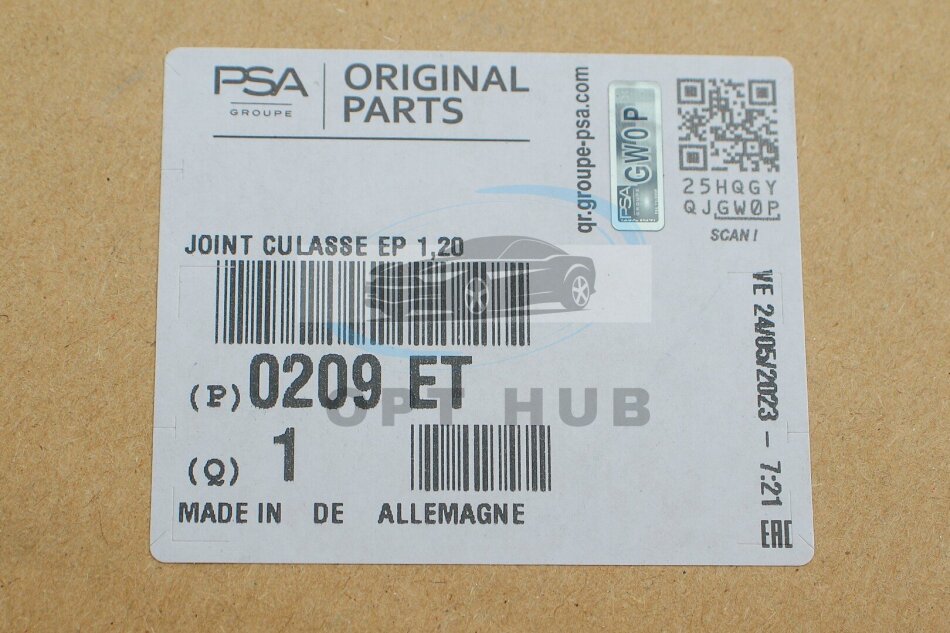 PSA
GROUPE
ORIGINAL
PARTS
qr.groupe-psa.com
PSA
GROUPE
GW0P
25HQGY
QJGW0P
SCAN!
JOINT CULASSE EP 1,20
(P) 0209 ET
OPT HUB
(Q) 1
MADE IN DE ALLEMAGNE
VE 24/05/2023 - 7:21
EAC